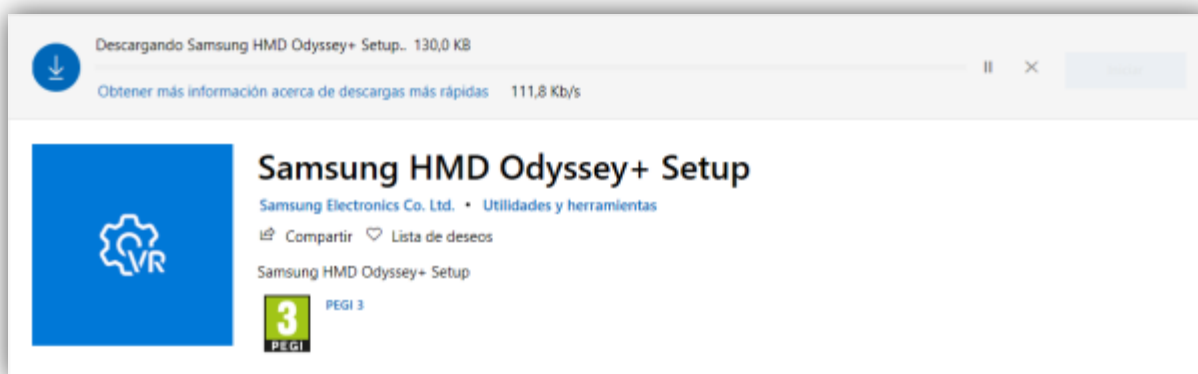 Descargando Samsung HMD Odyssey+ Setup.. 130,0 KB
Obtener más información acerca de descargas más rápidas 111,8 Kb/s
VR
Samsung HMD Odyssey+ Setup
Samsung Electronics Co. Ltd. • Utilidades y herramientas
Compartir Lista de deseos
Samsung HMD Odyssey+ Setup
3 PEGI 3
PEGI